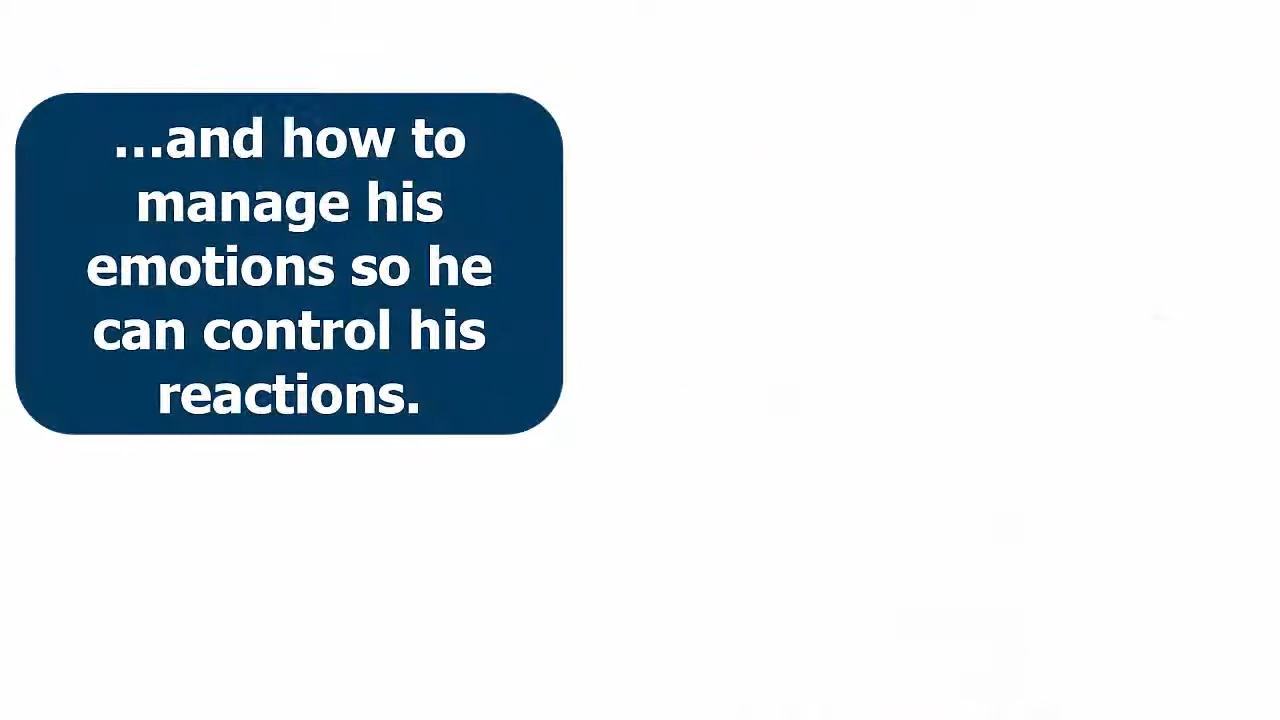 ...and how to
manage his
emotions so he
can control his
reactions.